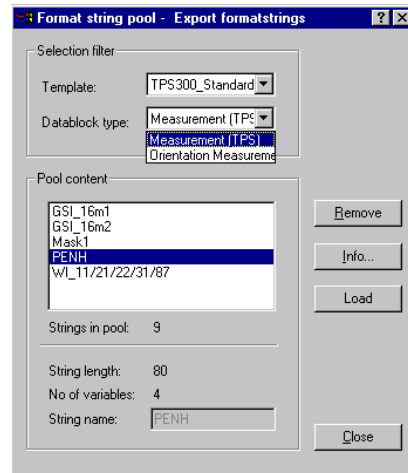 Format string pool - Export formatstrings
Selection filter
Template: TPS300_Standard
Datablock type: Measurement (TPS
Measurement (TPS)
Orientation Measureme
Pool content
GSI_16m1
GSI_16m2
Mask1
PENH
WI_11/21/22/31/87
Remove
Info...
Load
Strings in pool: 9
String length: 80
No of variables: 4
String name: PENH
Close